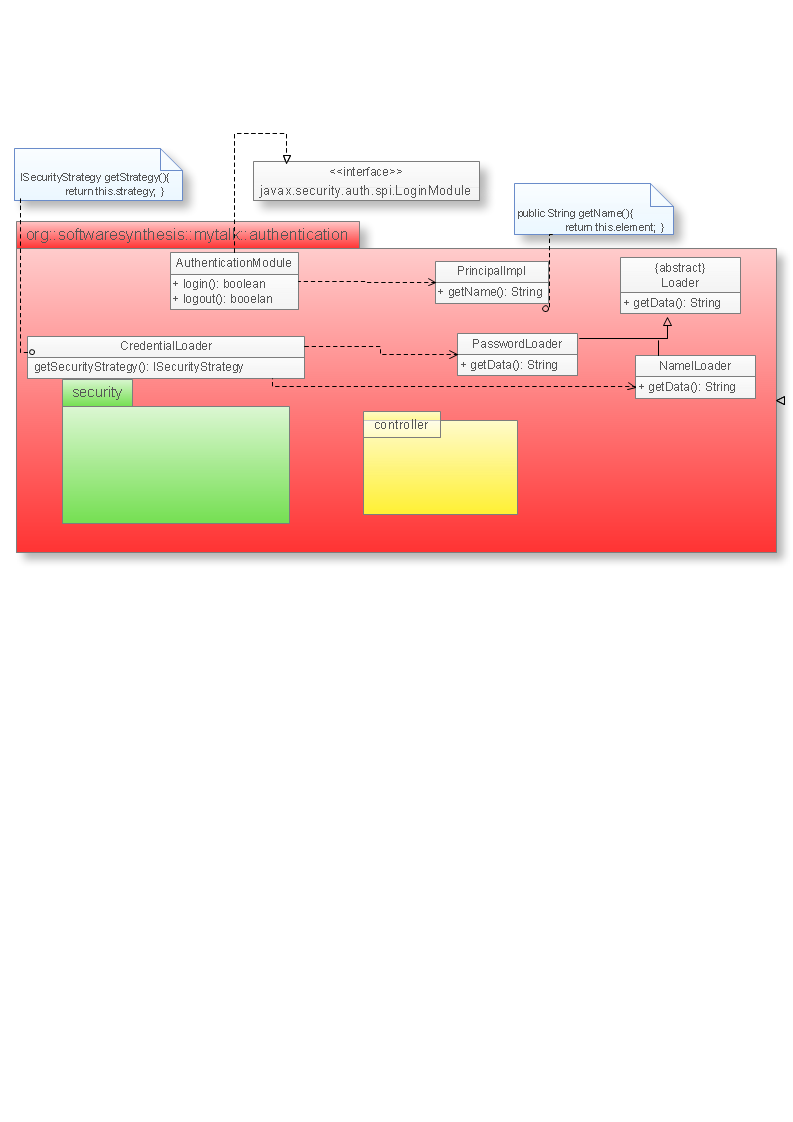 <<interface>>
javax.security.auth.spi.LoginModule
ISecurityStrategy getStrategy(){
return this.strategy; }
public String getName(){
return this.element; }
org::softwaresynthesis::mytalk::authentication
AuthenticationModule
+ login(): boolean
+ logout(): booelan
PrincipalImpl
+ getName(): String
{abstract}
Loader
+ getData(): String
CredentialLoader
getSecurityStrategy(): ISecurityStrategy
PasswordLoader
+ getData(): String
NamelLoader
+ getData(): String
security
controller